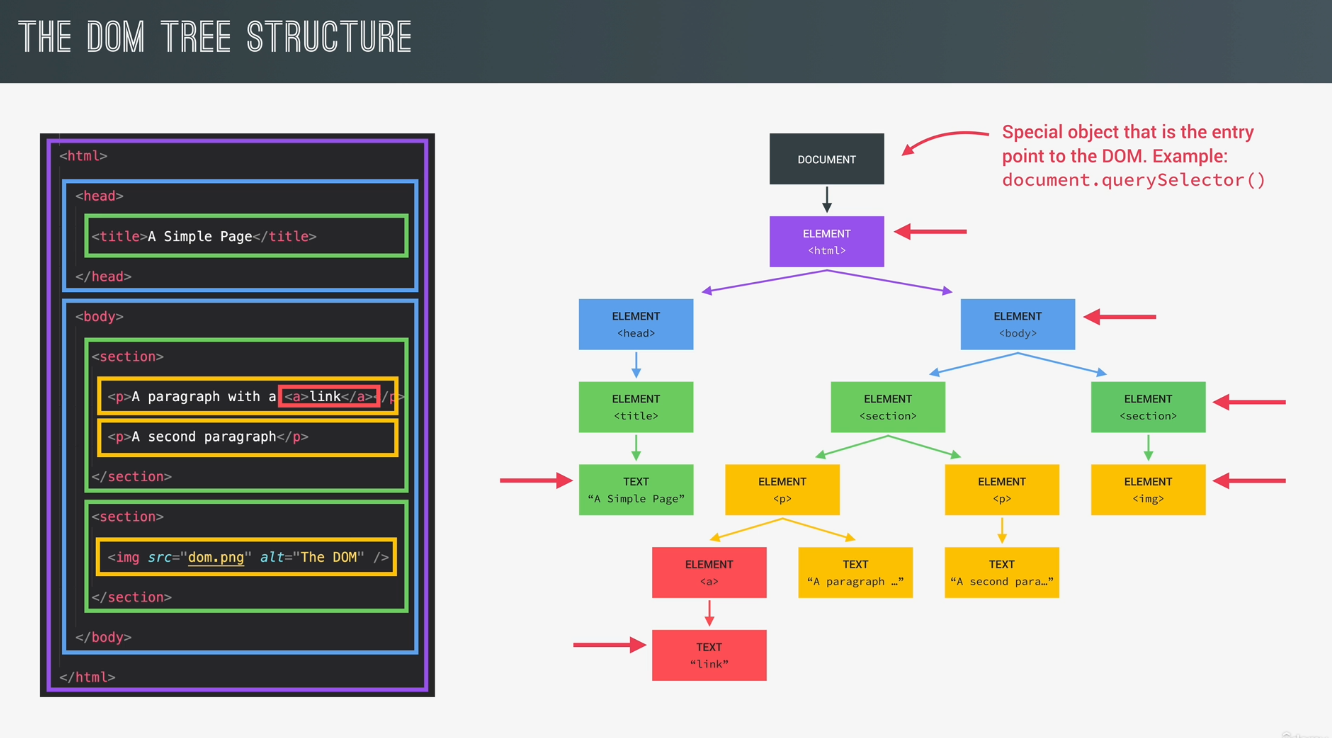 THE DOM TREE STRUCTURE
<html>
<head>
<title>A Simple Page</title>
</head>
<body>
<section>
<p>A paragraph with a <a>link</a></p>
<p>A second paragraph</p>
</section>
<section>
<img src="dom.png" alt="The DOM" />
</section>
</body>
</html>
DOCUMENT
Special object that is the entry
point to the DOM. Example:
document.querySelector()
ELEMENT
<html>
ELEMENT
<head>
ELEMENT
<body>
ELEMENT
<title>
ELEMENT
<section>
ELEMENT
<section>
TEXT
“A Simple Page”
ELEMENT
<p>
ELEMENT
<p>
ELEMENT
<img>
ELEMENT
<a>
TEXT
“A paragraph …”
TEXT
“A second para…”
TEXT
“link”